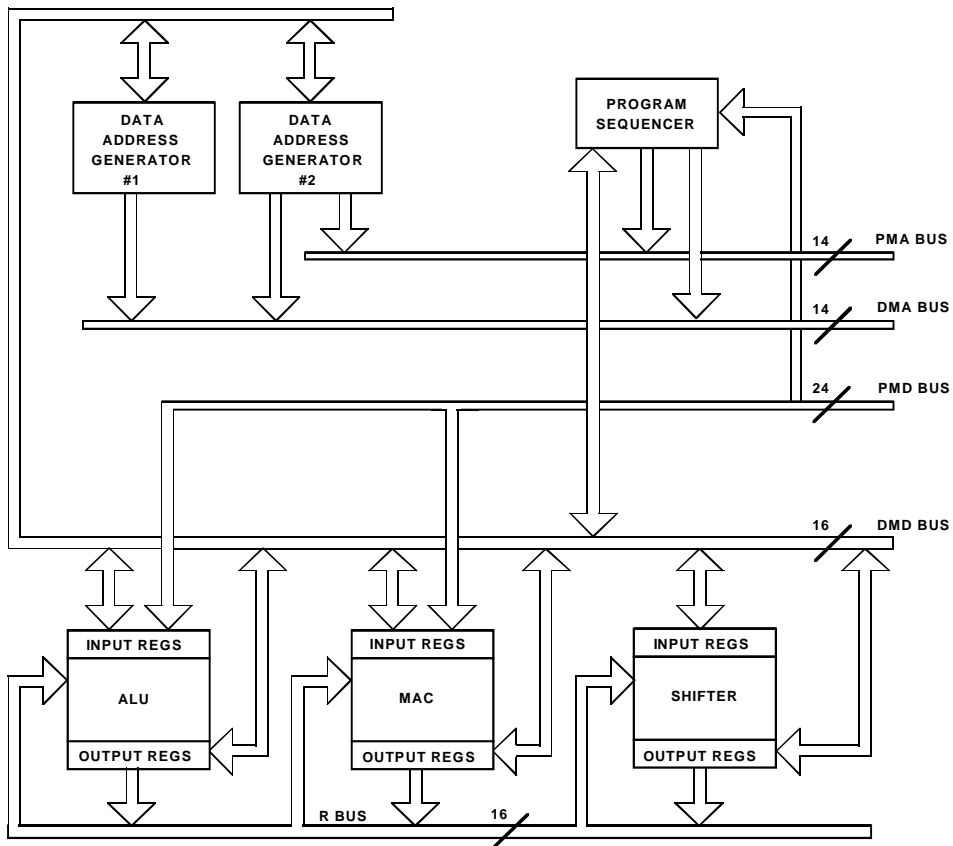 DATA
ADDRESS
GENERATOR
#1
DATA
ADDRESS
GENERATOR
#2
PROGRAM
SEQUENCER
14
PMA BUS
14
DMA BUS
24
PMD BUS
16
DMD BUS
INPUT REGS
ALU
OUTPUT REGS
INPUT REGS
MAC
OUTPUT REGS
INPUT REGS
SHIFTER
OUTPUT REGS
R BUS
16